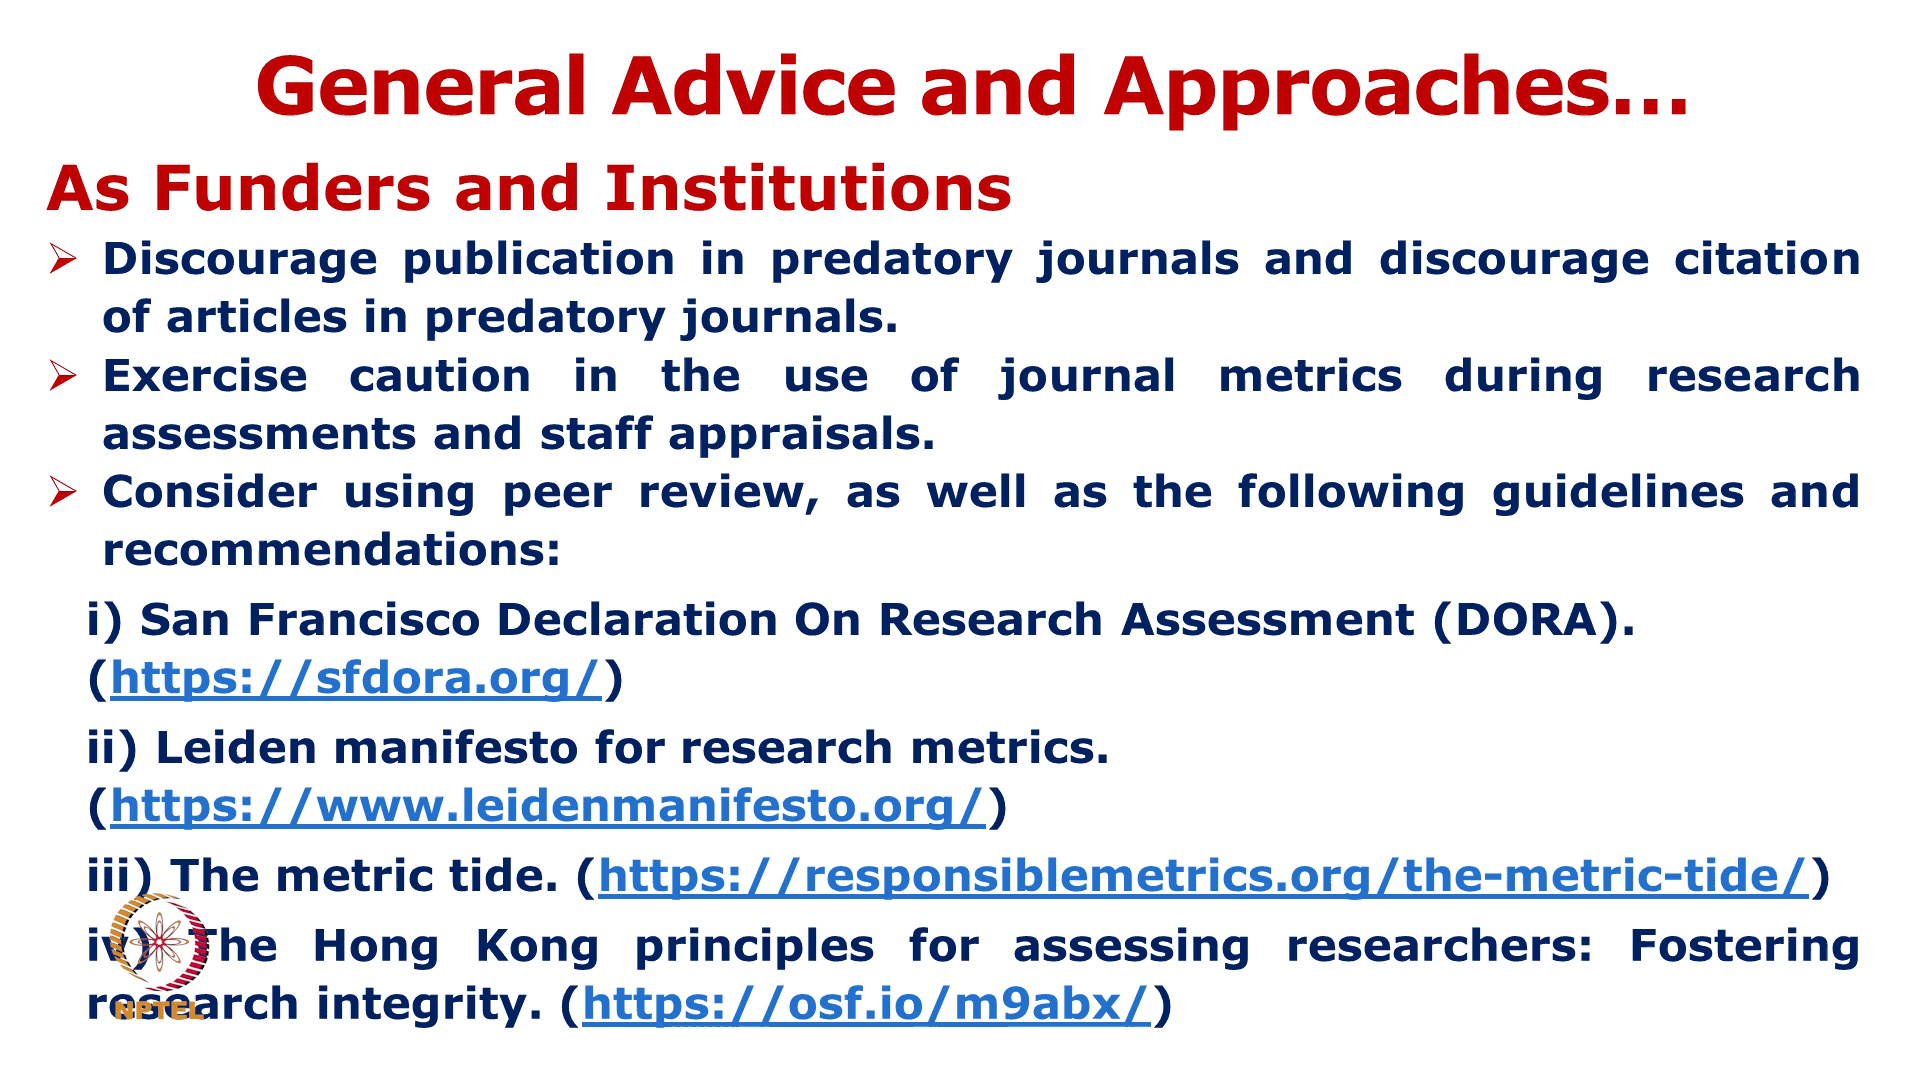 General Advice and Approaches...
As Funders and Institutions
Discourage publication in predatory journals and discourage citation
of articles in predatory journals.
Exercise caution in the use of journal metrics during research
assessments and staff appraisals.
Consider using peer review, as well as the following guidelines and
recommendations:
i) San Francisco Declaration On Research Assessment (DORA).
(https://sfdora.org/)
ii) Leiden manifesto for research metrics.
(https://www.leidenmanifesto.org/)
iii) The metric tide. (https://responsiblemetrics.org/the-metric-tide/)
iv) The Hong Kong principles for assessing researchers: Fostering
research integrity. (https://osf.io/m9abx/)
NPTEL